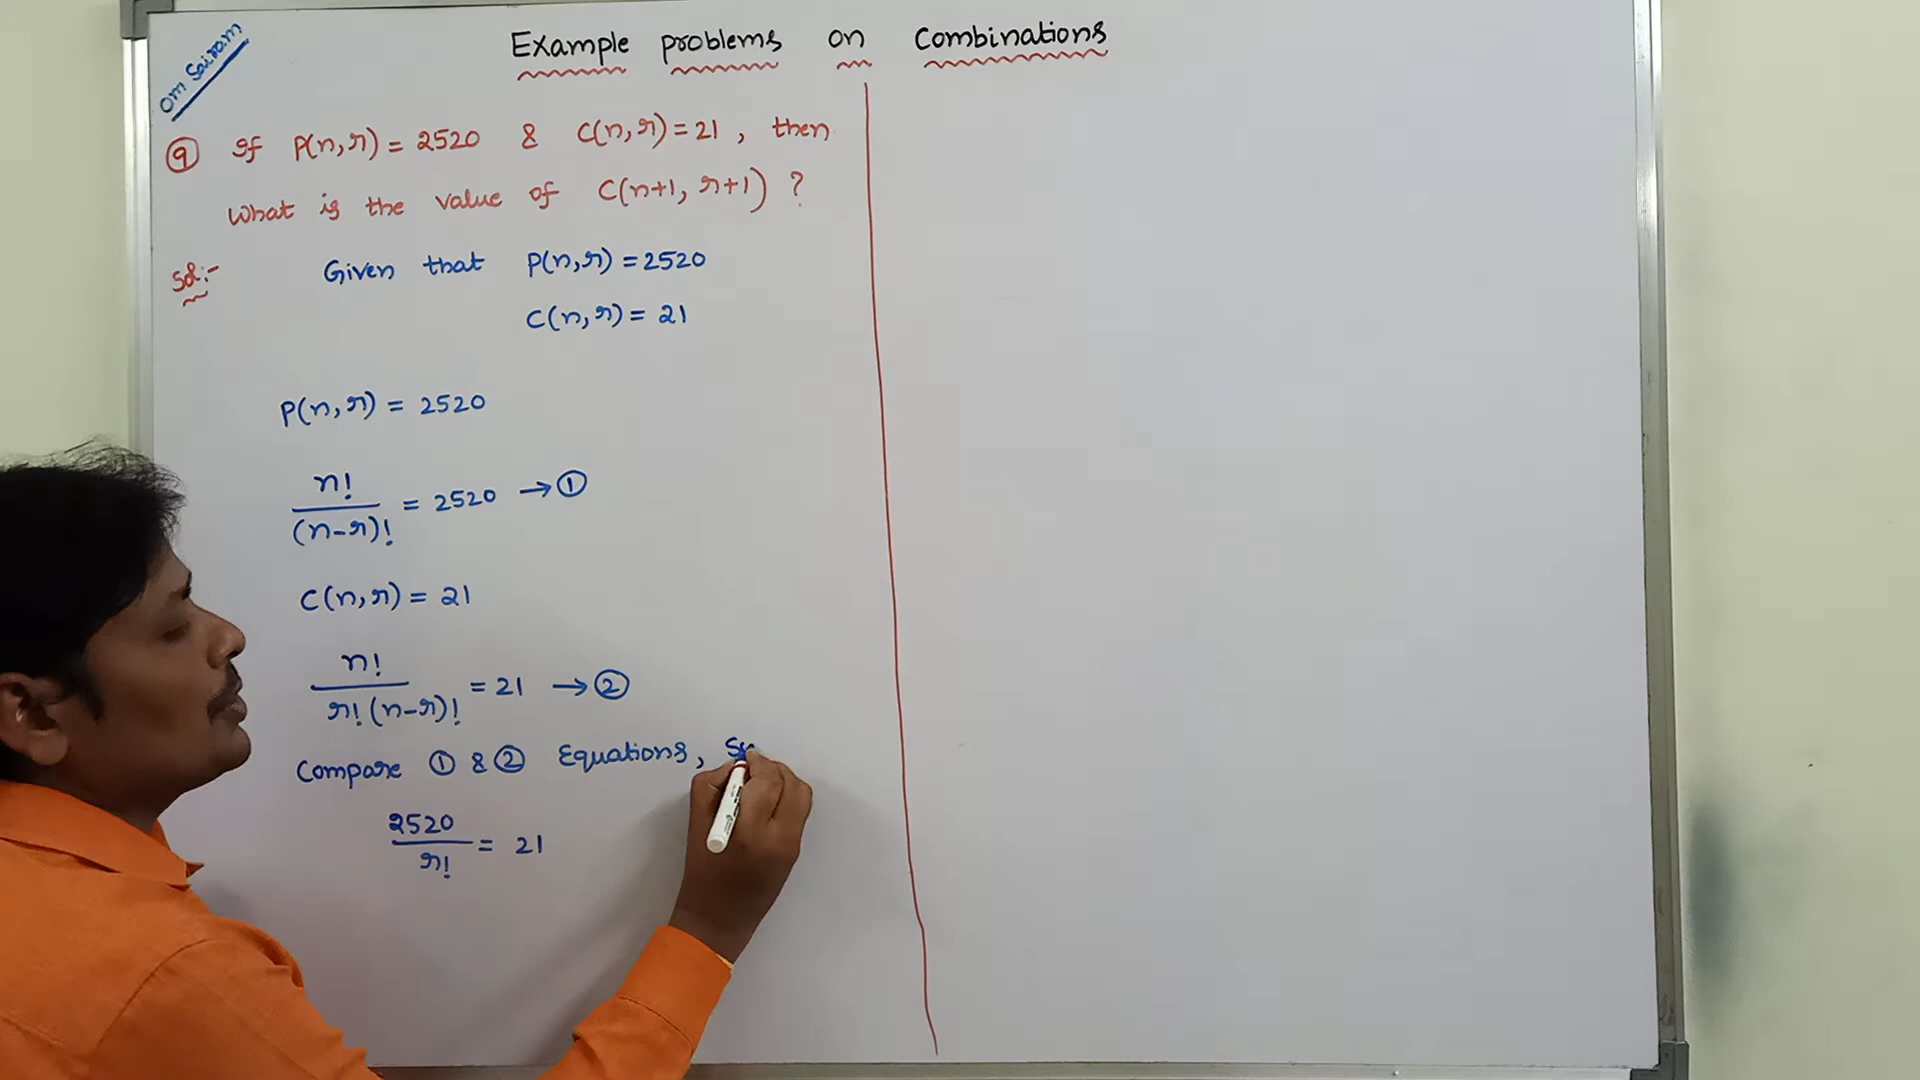 Om Sairam
Example problems on Combinations
9 If P(n,r) = 2520 & C(n,r) = 21, then
What is the value of C(n+1, r+1) ?
Sol:- Given that P(n,r) = 2520
C(n,r) = 21
P(n,r) = 2520
n!
/(n-r)! = 2520 → 1
C(n,r) = 21
n!
/r!(n-r)! = 21 → 2
Compare 1 & 2 Equations,
2520
/r! = 21